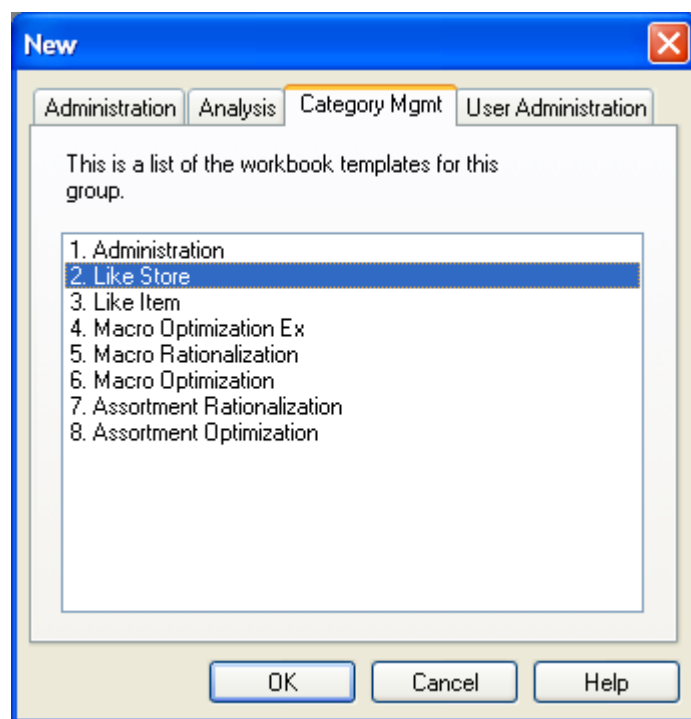 New
Administration
Analysis
Category Mgmt
User Administration
This is a list of the workbook templates for this
group.
1. Administration
2. Like Store
3. Like Item
4. Macro Optimization Ex
5. Macro Rationalization
6. Macro Optimization
7. Assortment Rationalization
8. Assortment Optimization
OK
Cancel
Help